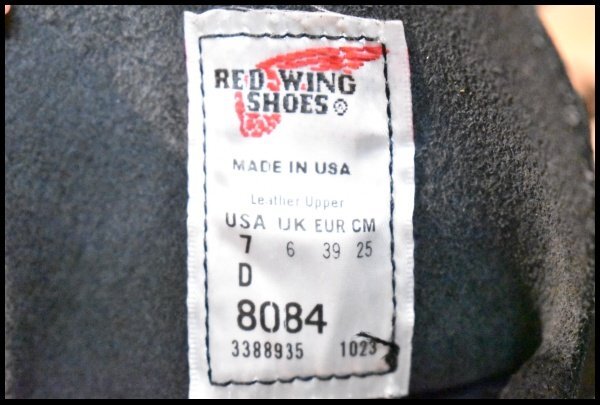 RED WING
SHOES ®
MADE IN USA
Leather Upper
USA UK EUR CM
7 6 39 25
D
8084
3388935 1023